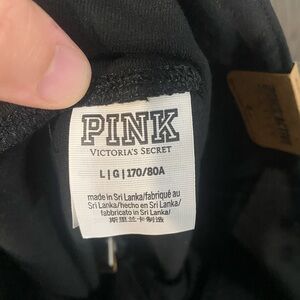 PINK
VICTORIA'S SECRET
L | G | 170/80A
made in Sri Lanka/fabriqué au
Sri Lanka/hecho en Sri Lanka/
fabbricato in Sri Lanka/
斯里兰卡制造